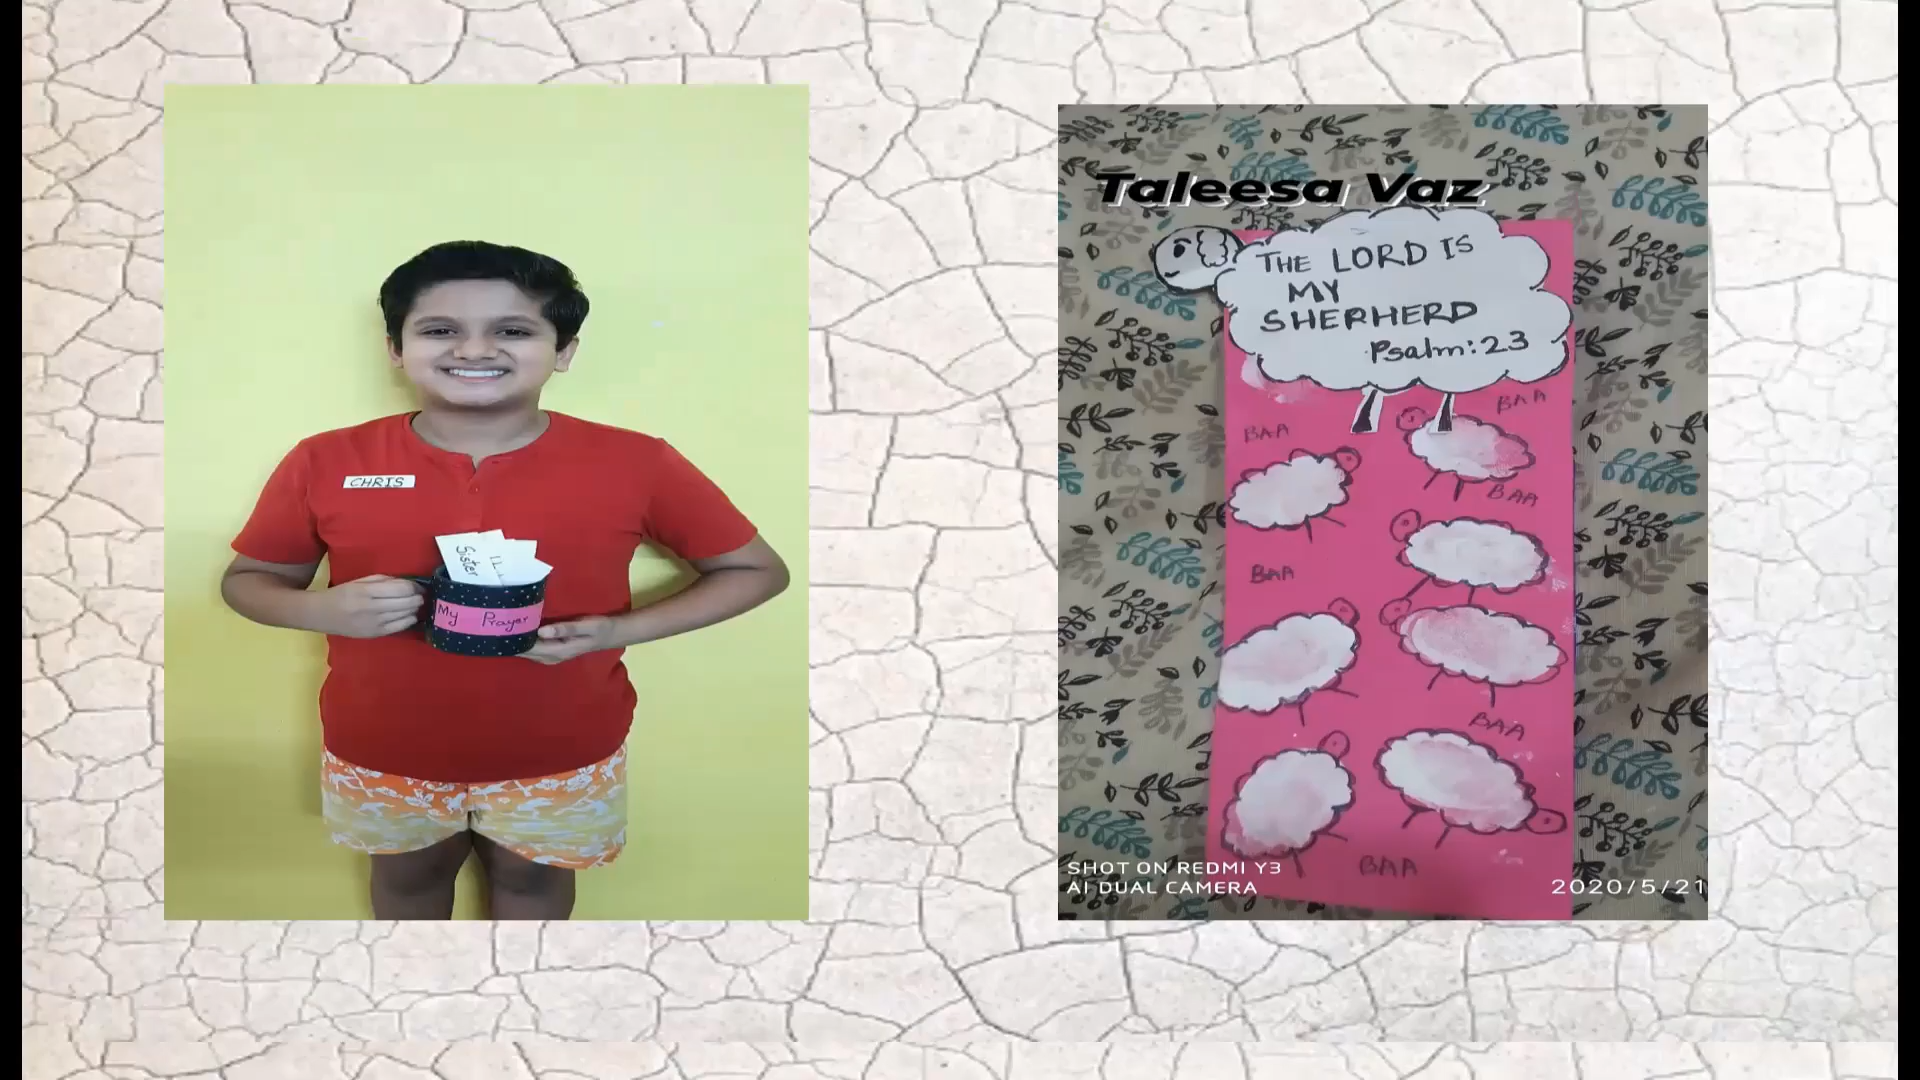 CHRIS
Sister
My Prayer
Taleesa Vaz
THE LORD IS
MY
SHERHERD
Psalm:23
BAA
BAA
BAA
BAA
BAA
BAA
SHOT ON REDMI Y3
AI DUAL CAMERA
2020/5/21